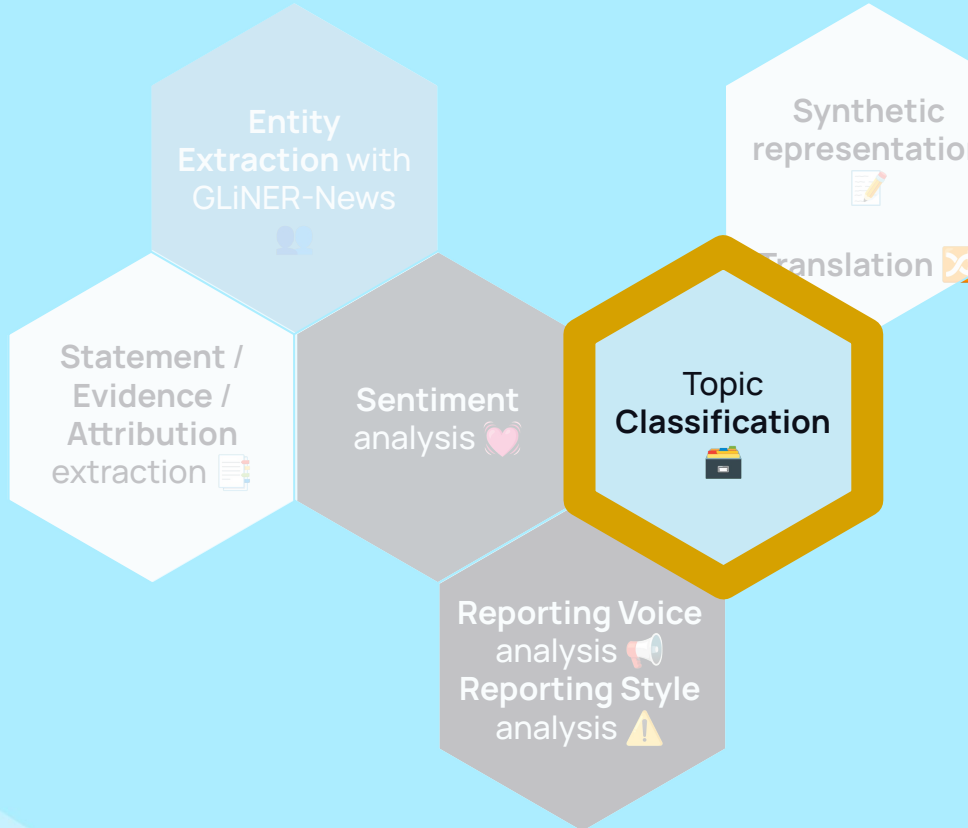 Entity
Extraction with
GLiNER-News
Synthetic
representation
Translation
Statement /
Evidence /
Attribution
extraction
Sentiment
analysis
Topic
Classification
Reporting Voice
analysis
Reporting Style
analysis